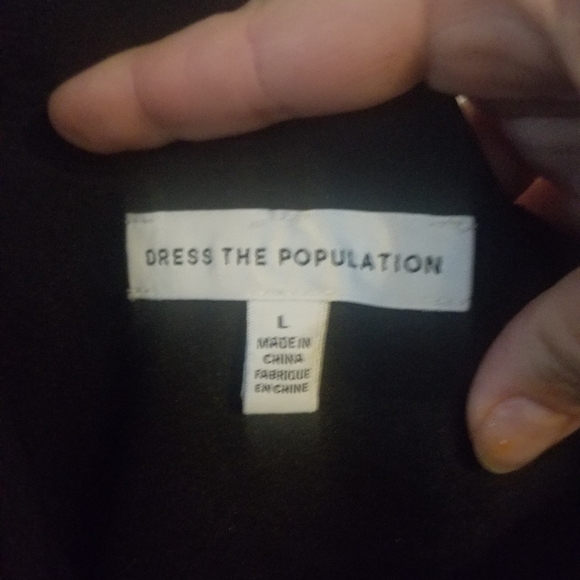 DRESS THE POPULATION
L
MADE IN
CHINA
FABRIQUE
EN CHINE